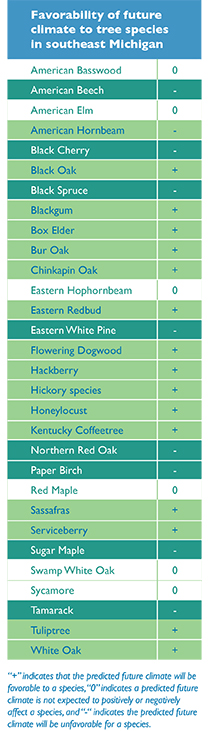 Favorability of future
climate to tree species
in southeast Michigan
American Basswood 0
American Beech -
American Elm 0
American Hornbeam -
Black Cherry -
Black Oak +
Black Spruce -
Blackgum +
Box Elder +
Bur Oak +
Chinkapin Oak +
Eastern Hophornbeam 0
Eastern Redbud +
Eastern White Pine -
Flowering Dogwood +
Hackberry +
Hickory species +
Honeylocust +
Kentucky Coffeetree +
Northern Red Oak -
Paper Birch -
Red Maple 0
Sassafras +
Serviceberry +
Sugar Maple -
Swamp White Oak 0
Sycamore 0
Tamarack -
Tuliptree +
White Oak +
"+" indicates that the predicted future climate will be
favorable to a species, "0" indicates a predicted future
climate is not expected to positively or negatively
affect a species, and "-" indicates the predicted future
climate will be unfavorable for a species.